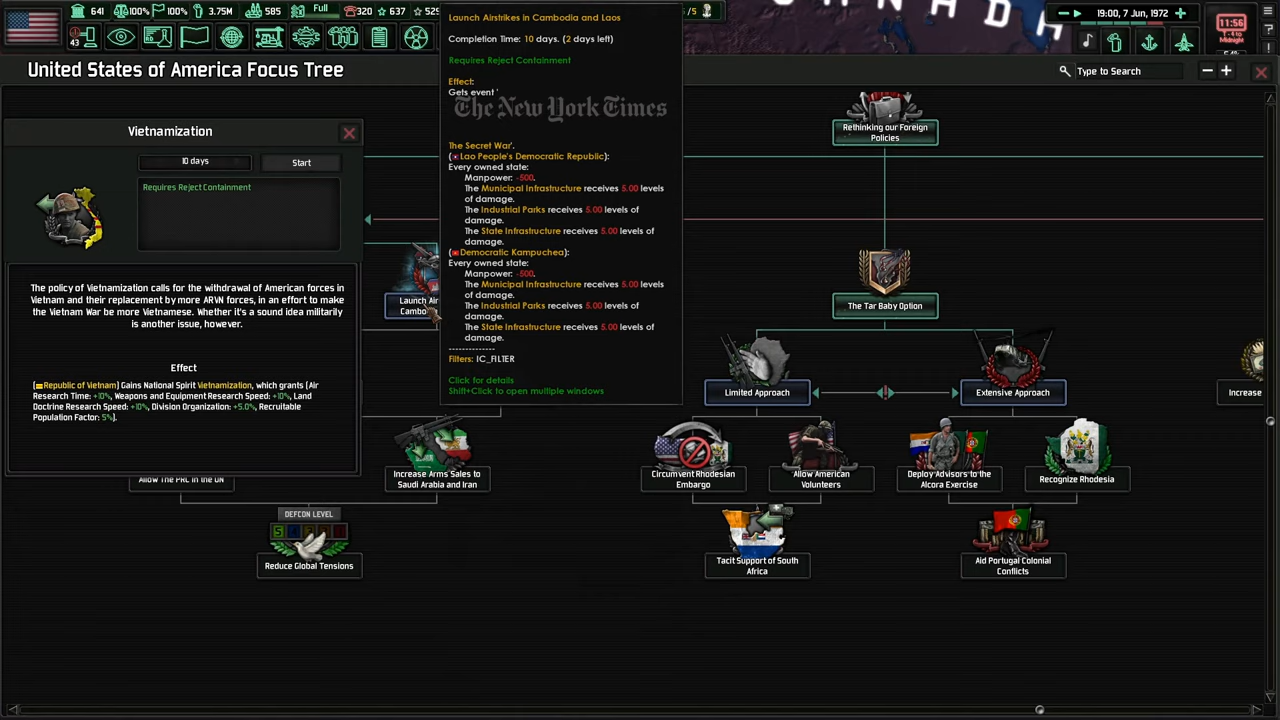 641
100%
100%
3.75M
585
Full
320
637
525
/5
19:00, 7 Jun, 1972
11:56
43
United States of America Focus Tree
Type to Search
Launch Airstrikes in Cambodia and Laos
Completion Time: 10 days. (2 days left)
Requires Reject Containment
Effect:
Gets event '
The New York Times
The Secret War'.
(Lao People's Democratic Republic):
Every owned state:
Manpower: -500.
The Municipal Infrastructure receives 5.00 levels
of damage.
The Industrial Parks receives 5.00 levels of
damage.
The State Infrastructure receives 5.00 levels of
damage.
(Democratic Kampuchea):
Every owned state:
Manpower: -500.
The Municipal Infrastructure receives 5.00 levels
of damage.
The Industrial Parks receives 5.00 levels of
damage.
The State Infrastructure receives 5.00 levels of
damage.
--------------
Filters: IC_FILTER
Click for details
Shift+Click to open multiple windows
Vietnamization
10 days
Start
Requires Reject Containment
The policy of Vietnamization calls for the withdrawal of American forces in
Vietnam and their replacement by more ARVN forces, in an effort to make
the Vietnam War be more Vietnamese. Whether it's a sound idea militarily
is another issue, however.
Effect
(Republic of Vietnam) Gains National Spirit Vietnamization, which grants (Air
Research Time: +10%, Weapons and Equipment Research Speed: +10%, Land
Doctrine Research Speed: +10%, Division Organization: +5.0%, Recruitable
Population Factor: 5%).
Launch Air
Cambo
Rethinking our Foreign
Policies
The Tar Baby Option
Limited Approach
Extensive Approach
Increase
Allow The PRC in the UN
Increase Arms Sales to
Saudi Arabia and Iran
Circumvent Rhodesian
Embargo
Allow American
Volunteers
Deploy Advisors to the
Alcora Exercise
Recognize Rhodesia
DEFCON LEVEL
5
Reduce Global Tensions
Tacit Support of South
Africa
Aid Portugal Colonial
Conflicts